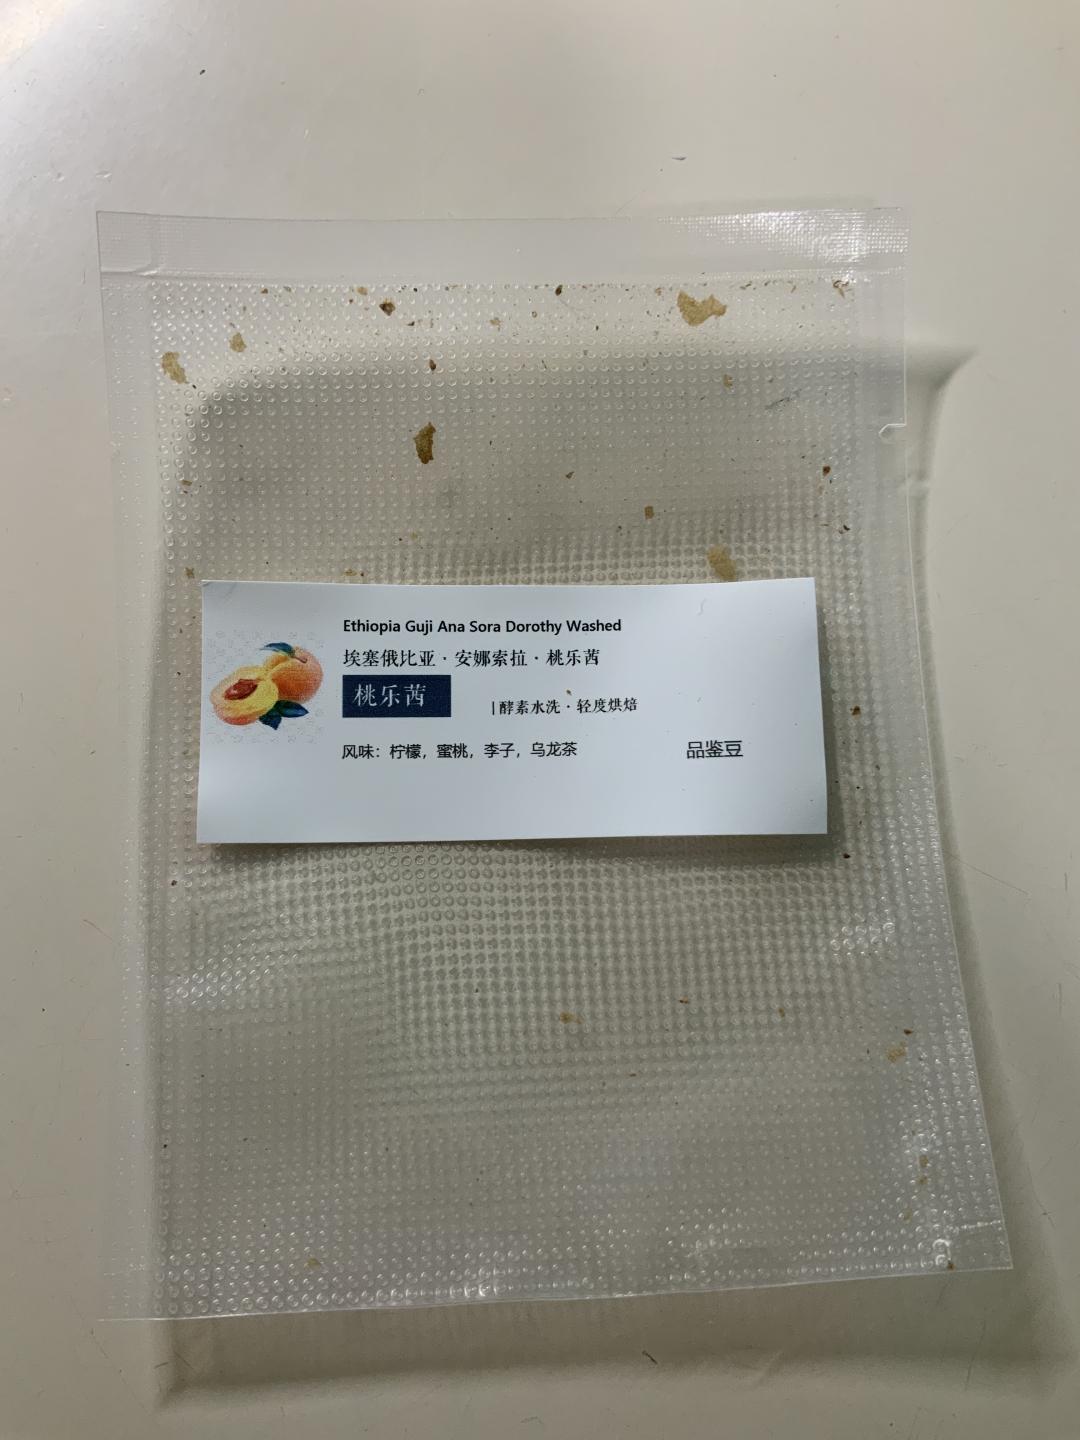 Ethiopia Guji Ana Sora Dorothy Washed
埃塞俄比亚·安娜索拉·桃乐茜
桃乐茜
|酵素水洗·轻度烘焙
风味：柠檬，蜜桃，李子，乌龙茶
品鉴豆